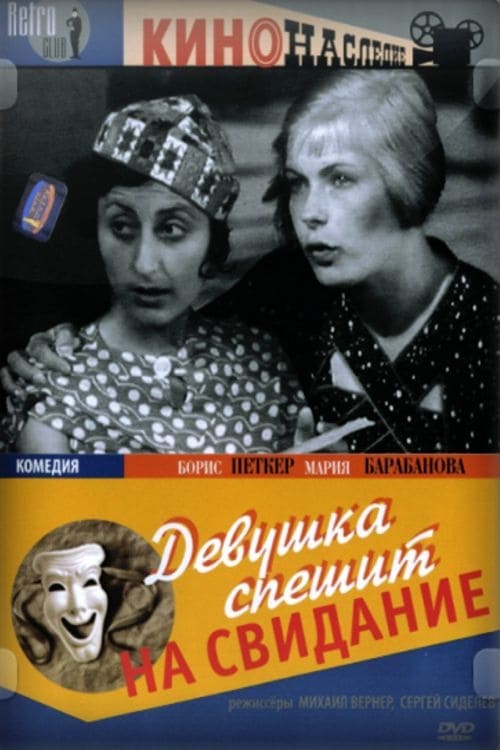 Retro
CLUB
КИНОНАСЛЕДИЕ
КОМЕДИЯ
БОРИС ПЕТКЕР МАРИЯ БАРАБАНОВА
Девушка
спешит
НА СВИДАНИЕ
режиссёры МИХАИЛ ВЕРНЕР, СЕРГЕЙ СИДЕЛЕВ
DVD